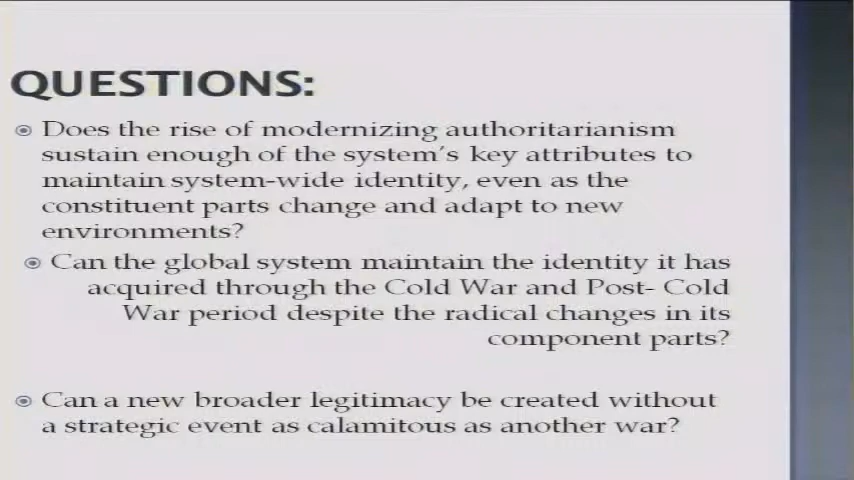 QUESTIONS:
Does the rise of modernizing authoritarianism
sustain enough of the system's key attributes to
maintain system-wide identity, even as the
constituent parts change and adapt to new
environments?
Can the global system maintain the identity it has
acquired through the Cold War and Post- Cold
War period despite the radical changes in its
component parts?
Can a new broader legitimacy be created without
a strategic event as calamitous as another war?